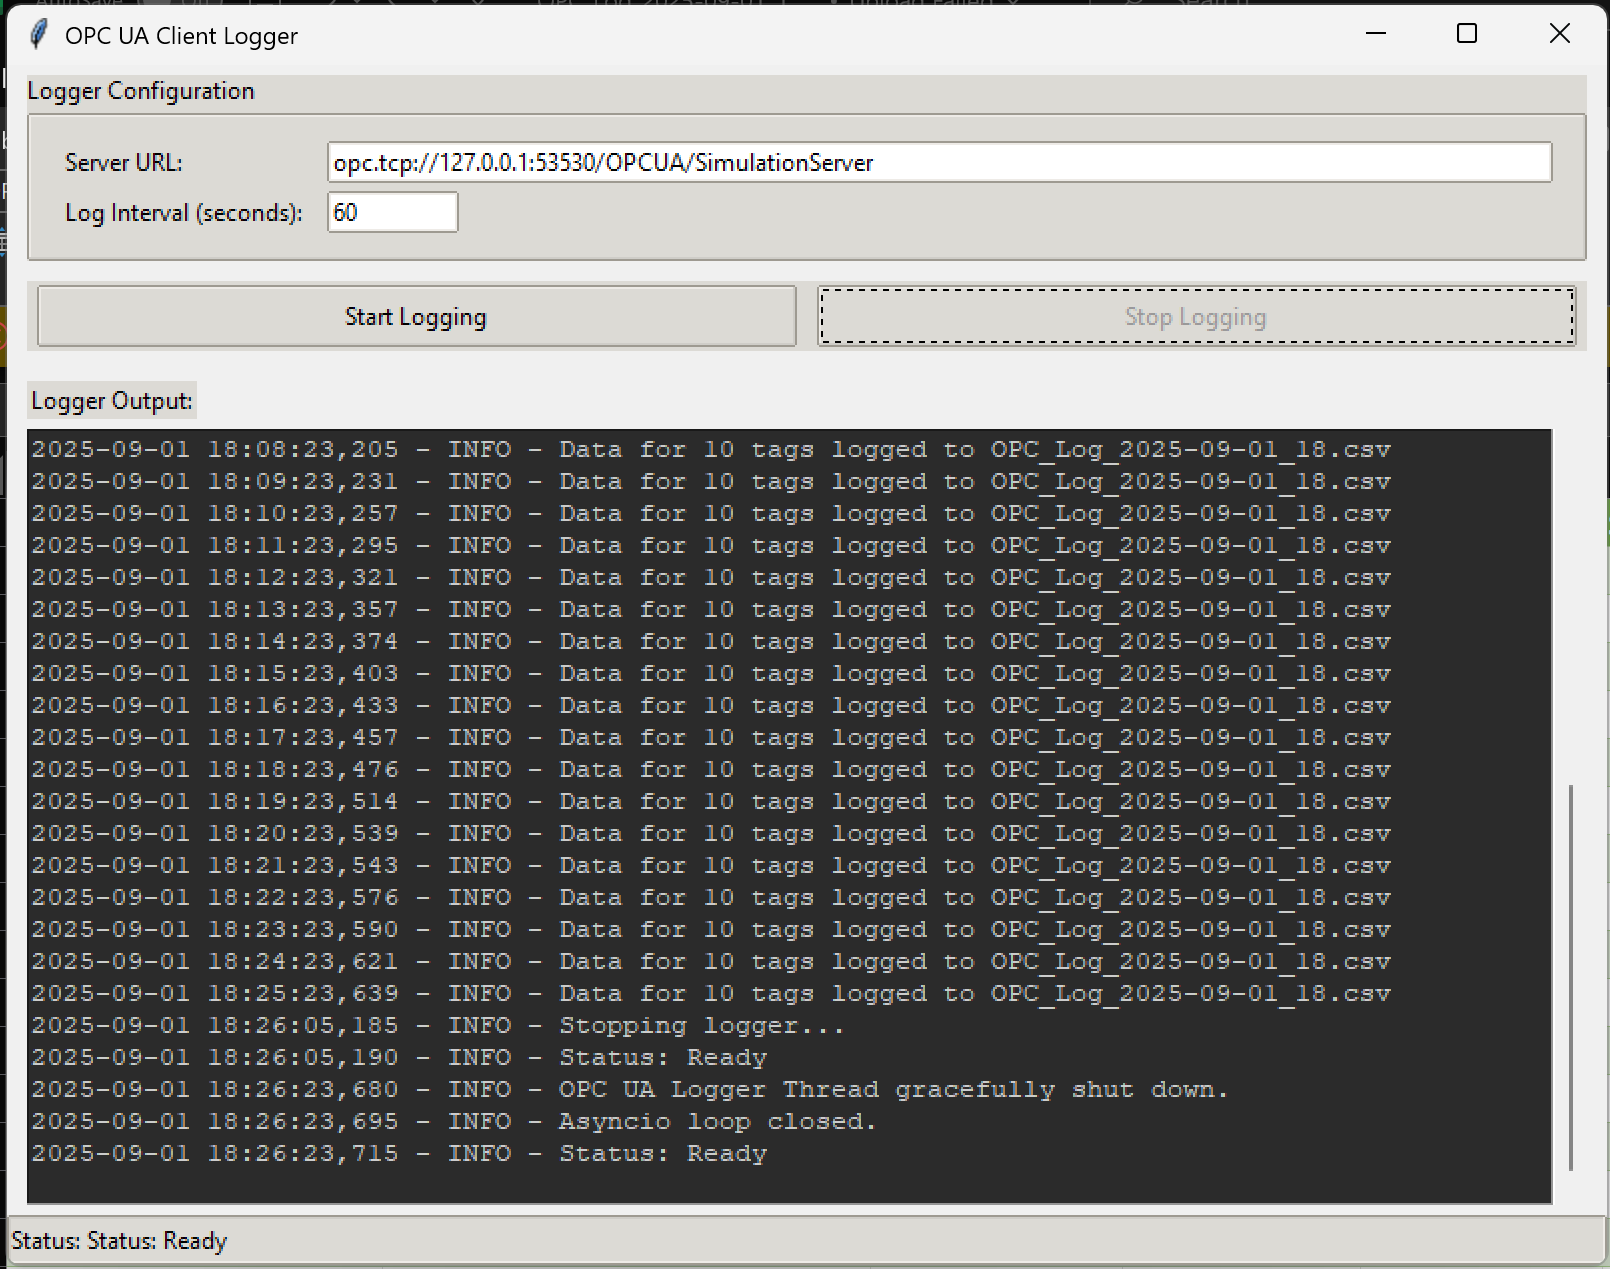 OPC UA Client Logger
Logger Configuration
Server URL: opc.tcp://127.0.0.1:53530/OPCUA/SimulationServer
Log Interval (seconds): 60
Start Logging Stop Logging
Logger Output:
2025-09-01 18:08:23,205 - INFO - Data for 10 tags logged to OPC_Log_2025-09-01_18.csv
2025-09-01 18:09:23,231 - INFO - Data for 10 tags logged to OPC_Log_2025-09-01_18.csv
2025-09-01 18:10:23,257 - INFO - Data for 10 tags logged to OPC_Log_2025-09-01_18.csv
2025-09-01 18:11:23,295 - INFO - Data for 10 tags logged to OPC_Log_2025-09-01_18.csv
2025-09-01 18:12:23,321 - INFO - Data for 10 tags logged to OPC_Log_2025-09-01_18.csv
2025-09-01 18:13:23,357 - INFO - Data for 10 tags logged to OPC_Log_2025-09-01_18.csv
2025-09-01 18:14:23,374 - INFO - Data for 10 tags logged to OPC_Log_2025-09-01_18.csv
2025-09-01 18:15:23,403 - INFO - Data for 10 tags logged to OPC_Log_2025-09-01_18.csv
2025-09-01 18:16:23,433 - INFO - Data for 10 tags logged to OPC_Log_2025-09-01_18.csv
2025-09-01 18:17:23,457 - INFO - Data for 10 tags logged to OPC_Log_2025-09-01_18.csv
2025-09-01 18:18:23,476 - INFO - Data for 10 tags logged to OPC_Log_2025-09-01_18.csv
2025-09-01 18:19:23,514 - INFO - Data for 10 tags logged to OPC_Log_2025-09-01_18.csv
2025-09-01 18:20:23,539 - INFO - Data for 10 tags logged to OPC_Log_2025-09-01_18.csv
2025-09-01 18:21:23,543 - INFO - Data for 10 tags logged to OPC_Log_2025-09-01_18.csv
2025-09-01 18:22:23,576 - INFO - Data for 10 tags logged to OPC_Log_2025-09-01_18.csv
2025-09-01 18:23:23,590 - INFO - Data for 10 tags logged to OPC_Log_2025-09-01_18.csv
2025-09-01 18:24:23,621 - INFO - Data for 10 tags logged to OPC_Log_2025-09-01_18.csv
2025-09-01 18:25:23,639 - INFO - Data for 10 tags logged to OPC_Log_2025-09-01_18.csv
2025-09-01 18:26:05,185 - INFO - Stopping logger...
2025-09-01 18:26:05,190 - INFO - Status: Ready
2025-09-01 18:26:23,680 - INFO - OPC UA Logger Thread gracefully shut down.
2025-09-01 18:26:23,695 - INFO - Asyncio loop closed.
2025-09-01 18:26:23,715 - INFO - Status: Ready
Status: Status: Ready